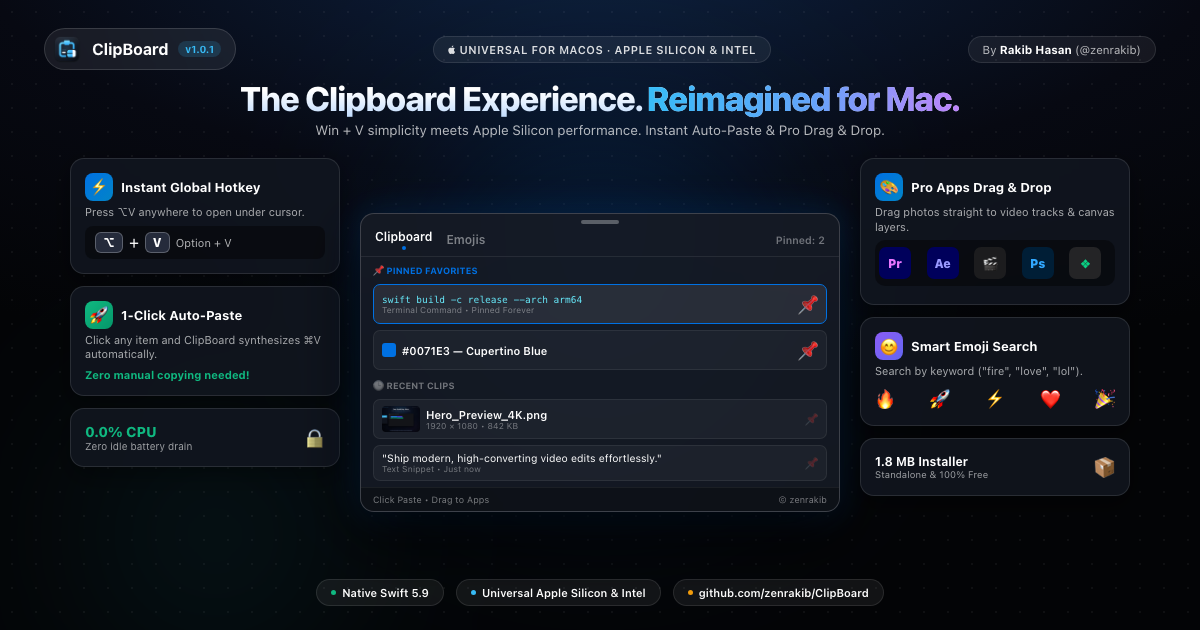 ClipBoard v1.0.1
UNIVERSAL FOR MACOS · APPLE SILICON & INTEL
By Rakib Hasan (@zenrakib)
The Clipboard Experience. Reimagined for Mac.
Win + V simplicity meets Apple Silicon performance. Instant Auto-Paste & Pro Drag & Drop.
Instant Global Hotkey
Press ⌥V anywhere to open under cursor.
⌥ + V Option + V
1-Click Auto-Paste
Click any item and ClipBoard synthesizes ⌘V
automatically.
Zero manual copying needed!
0.0% CPU
Zero idle battery drain
Clipboard Emojis Pinned: 2
PINNED FAVORITES
swift build -c release --arch arm64
Terminal Command • Pinned Forever
#0071E3 — Cupertino Blue
RECENT CLIPS
Hero_Preview_4K.png
1920 × 1080 • 842 KB
"Ship modern, high-converting video edits effortlessly."
Text Snippet • Just now
Click Paste • Drag to Apps © zenrakib
Pro Apps Drag & Drop
Drag photos straight to video tracks & canvas
layers.
Pr Ae Ps
Smart Emoji Search
Search by keyword ("fire", "love", "lol").
1.8 MB Installer
Standalone & 100% Free
Native Swift 5.9
Universal Apple Silicon & Intel
github.com/zenrakib/ClipBoard